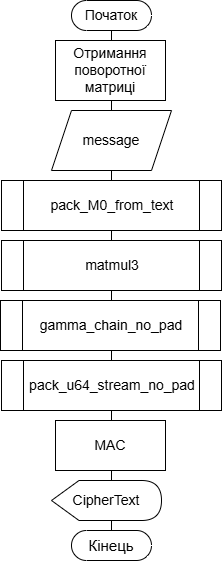 Початок
Отримання
поворотної
матриці
message
pack_M0_from_text
matmul3
gamma_chain_no_pad
pack_u64_stream_no_pad
MAC
CipherText
Кінець